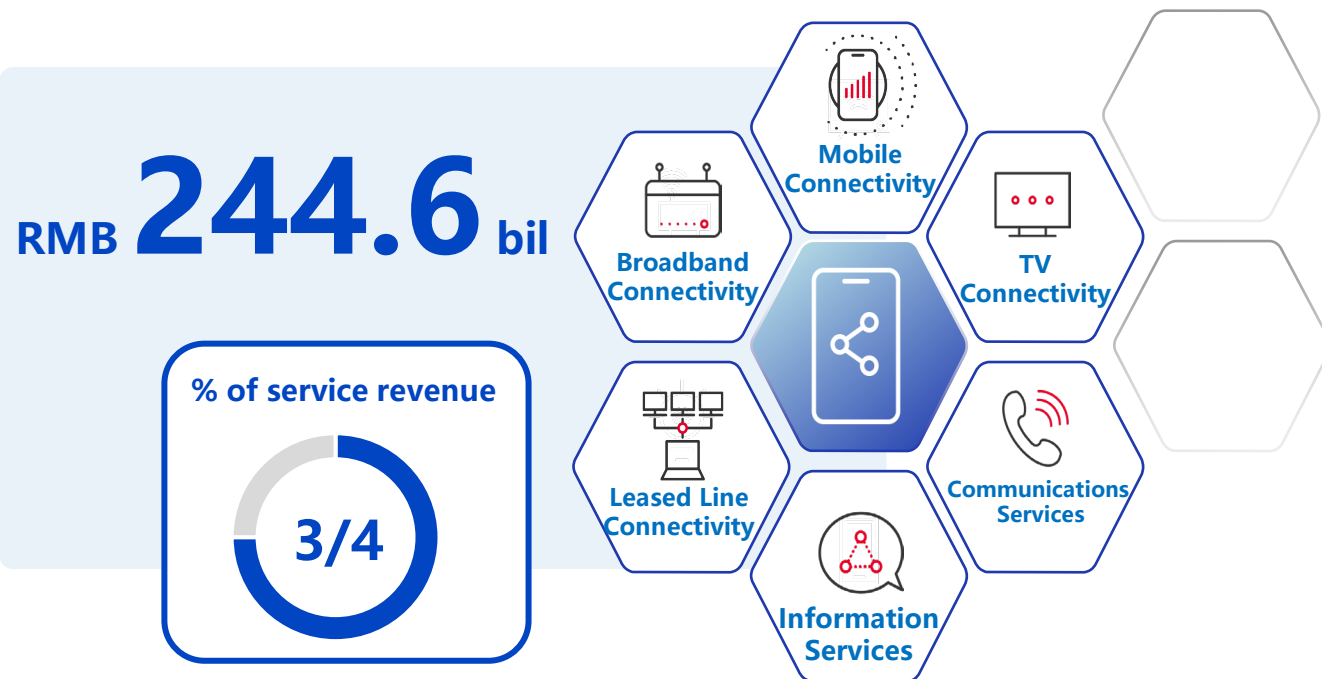 RMB 244.6 bil
% of service revenue
3/4
Mobile
Connectivity
Broadband
Connectivity
TV
Connectivity
Leased Line
Connectivity
Communications
Services
Information
Services